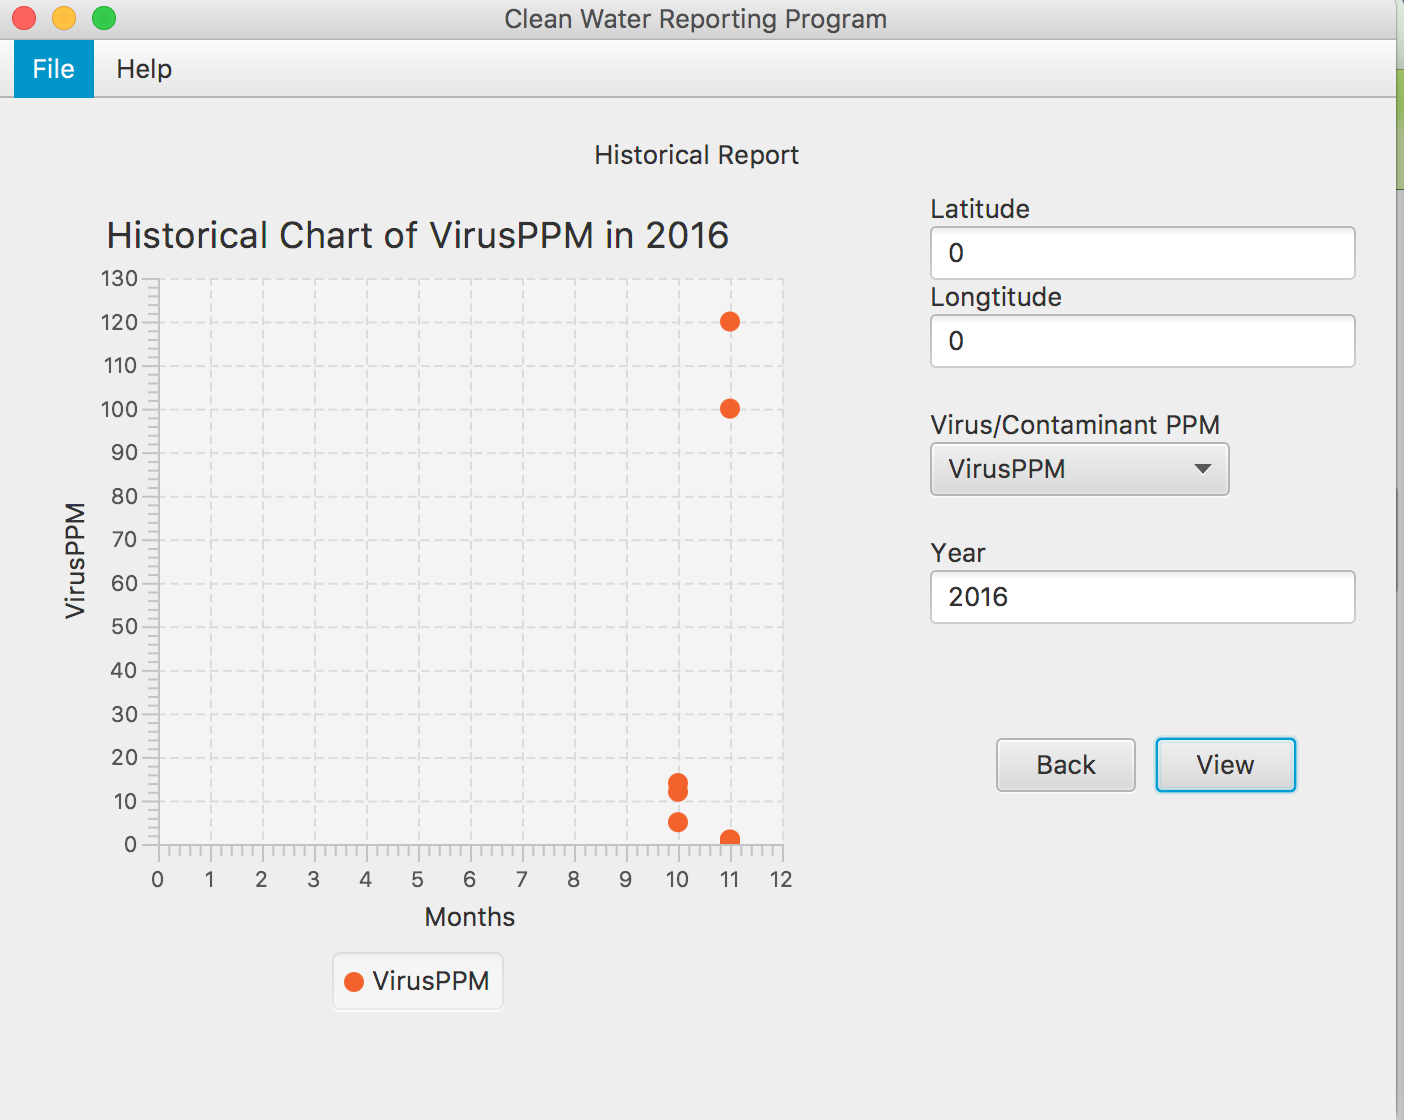 Clean Water Reporting Program
File Help
Historical Report
Historical Chart of VirusPPM in 2016
130
120
110
100
90
80
70
60
50
40
30
20
10
0
VirusPPM
0 1 2 3 4 5 6 7 8 9 10 11 12
Months
VirusPPM
Latitude
0
Longtitude
0
Virus/Contaminant PPM
VirusPPM
Year
2016
Back View